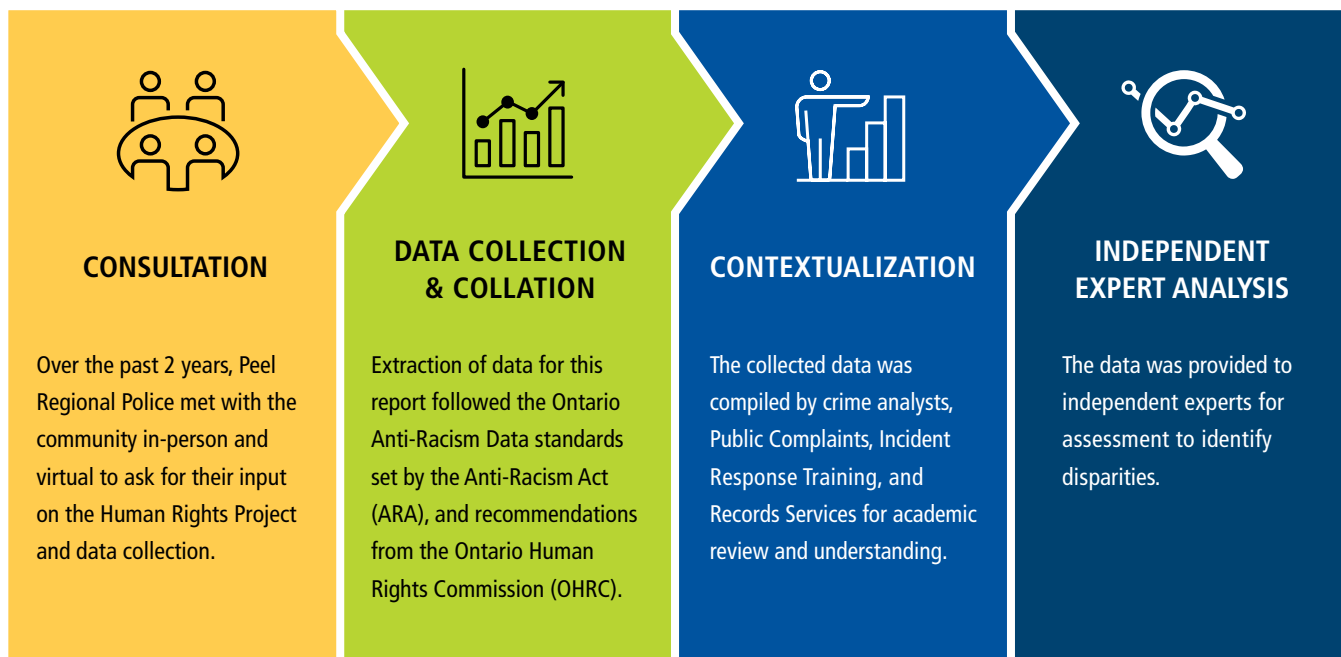 CONSULTATION
Over the past 2 years, Peel
Regional Police met with the
community in-person and
virtual to ask for their input
on the Human Rights Project
and data collection.
DATA COLLECTION
& COLLATION
Extraction of data for this
report followed the Ontario
Anti-Racism Data standards
set by the Anti-Racism Act
(ARA), and recommendations
from the Ontario Human
Rights Commission (OHRC).
CONTEXTUALIZATION
The collected data was
compiled by crime analysts,
Public Complaints, Incident
Response Training, and
Records Services for academic
review and understanding.
INDEPENDENT
EXPERT ANALYSIS
The data was provided to
independent experts for
assessment to identify
disparities.